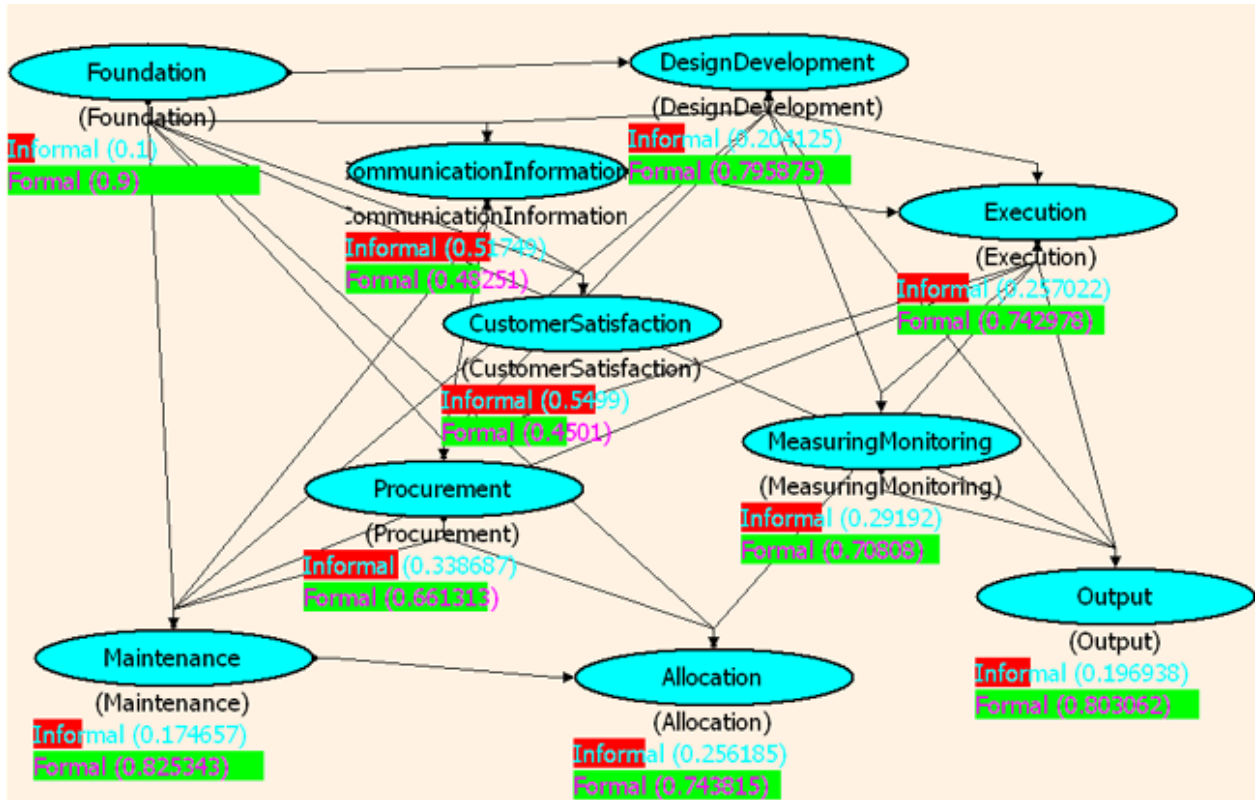 Foundation
(Foundation)
Informal (0.1)
Formal (0.9)
DesignDevelopment
(DesignDevelopment)
Informal (0.204125)
Formal (0.795875)
ommunicationInformation
ommunicationInformation
Informal (0.51749)
Formal (0.48251)
Execution
(Execution)
Informal (0.257022)
Formal (0.742978)
CustomerSatisfaction
(CustomerSatisfaction)
Informal (0.5499)
Formal (0.4501)
MeasuringMonitoring
(MeasuringMonitoring)
Informal (0.29192)
Formal (0.70808)
Procurement
(Procurement)
Informal (0.338687)
Formal (0.661313)
Output
(Output)
Informal (0.196938)
Formal (0.803062)
Maintenance
(Maintenance)
Informal (0.174657)
Formal (0.825343)
Allocation
(Allocation)
Informal (0.256185)
Formal (0.743815)